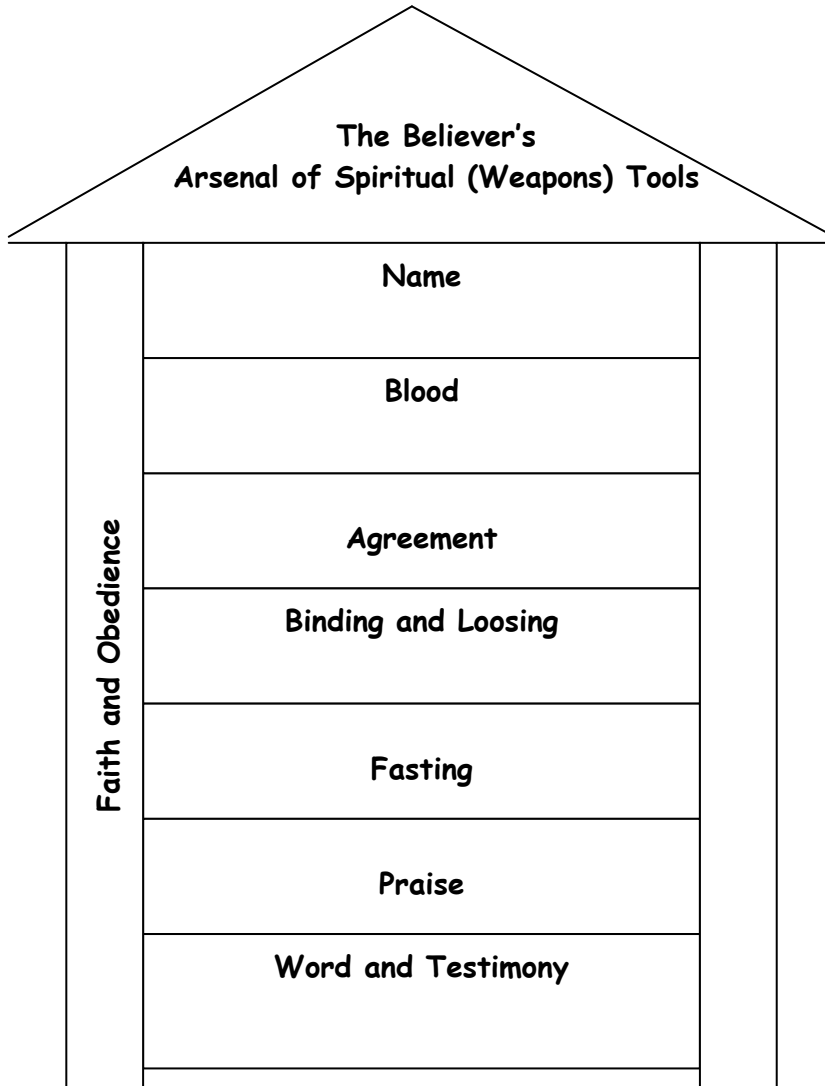 The Believer's
Arsenal of Spiritual (Weapons) Tools
Name
Blood
Agreement
Binding and Loosing
Fasting
Praise
Word and Testimony
Faith and Obedience